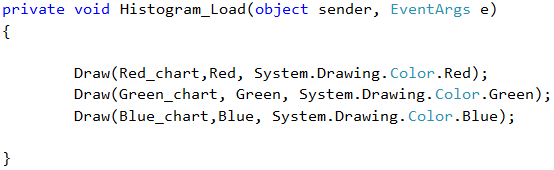 private void Histogram_Load(object sender, EventArgs e)
{
Draw(Red_chart,Red, System.Drawing.Color.Red);
Draw(Green_chart, Green, System.Drawing.Color.Green);
Draw(Blue_chart,Blue, System.Drawing.Color.Blue);
}